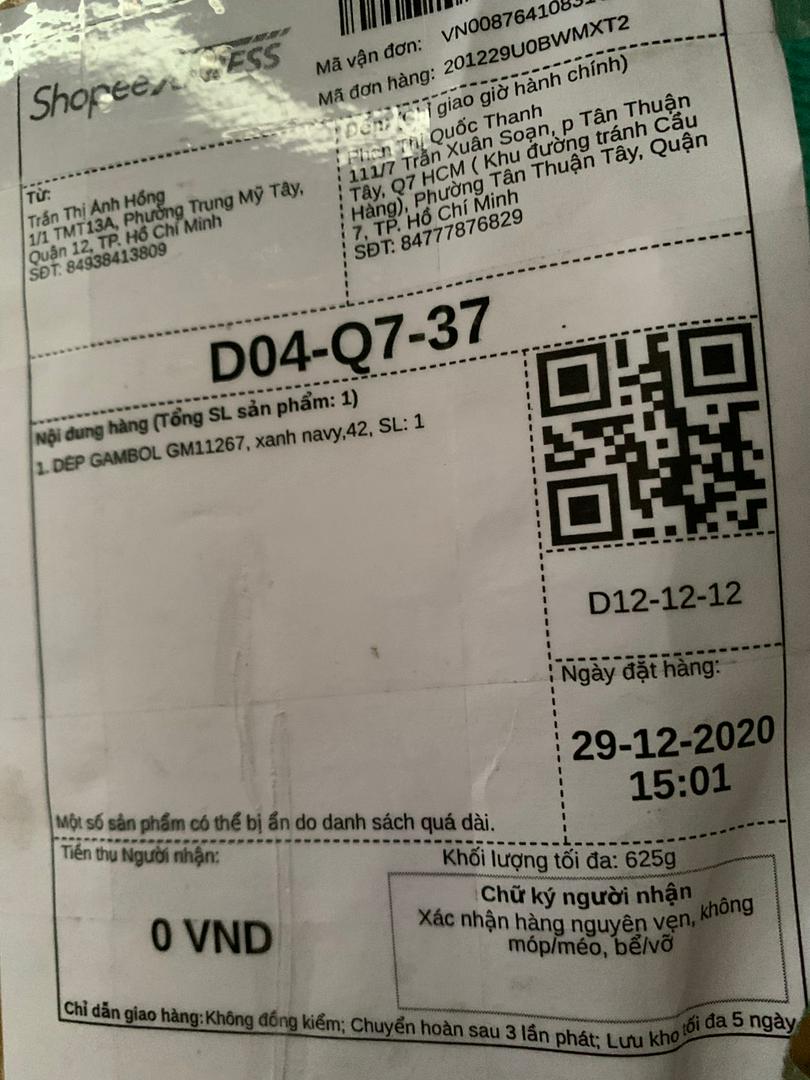 Shopee
Mã vận đơn:
Mã đơn hàng: 201229U0BWMXT2
Từ:
Trần Thị Ánh Hồng
1/1 TMT13A, Phường Trung Mỹ Tây,
Quận 12, TP. Hồ Chí Minh
SĐT: 84938413809
giao giờ hành chính)
Thị Quốc Thanh
111/7 Trần Xuân Soạn, p Tân Thuận
Tây, Q7 HCM ( Khu đường tránh Cầu
Hàng), Phường Tân Thuận Tây, Quận
7, TP. Hồ Chí Minh
SĐT: 84777876829
D04-Q7-37
Nội dung hàng (Tổng SL sản phẩm: 1)
1. DÉP GAMBOL GM11267, xanh navy,42, SL: 1
D12-12-12
Ngày đặt hàng:
29-12-2020
15:01
Một số sản phẩm có thể bị ẩn do danh sách quá dài.
Tiền thu Người nhận:
0 VND
Khối lượng tối đa: 625g
Chữ ký người nhận
Xác nhận hàng nguyên vẹn, không
móp/méo, bể/vỡ
Chỉ dẫn giao hàng: Không đồng kiểm; Chuyển hoàn sau 3 lần phát; Lưu kho tối đa 5 ngày